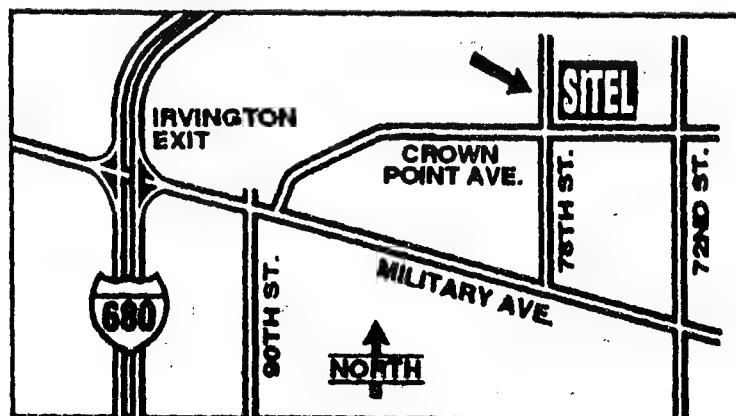 IRVINGTON
EXIT
SITEL
CROWN
POINT AVE.
78TH ST.
72ND ST.
MILITARY AVE.
90TH ST.
680
NORTH